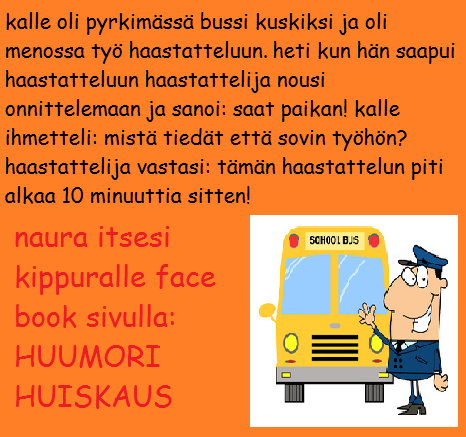 kalle oli pyrkimässä bussi kuskiksi ja oli
menossa työ haastatteluun. heti kun hän saapui
haastatteluun haastattelija nousi
onnittelemaan ja sanoi: saat paikan! kalle
ihmetteli: mistä tiedät että sovin työhön?
haastattelija vastasi: tämän haastattelun piti
alkaa 10 minuuttia sitten!
naura itsesi
kippuralle face
book sivulla:
HUUMORI
HUISKAUS
SCHOOL BUS